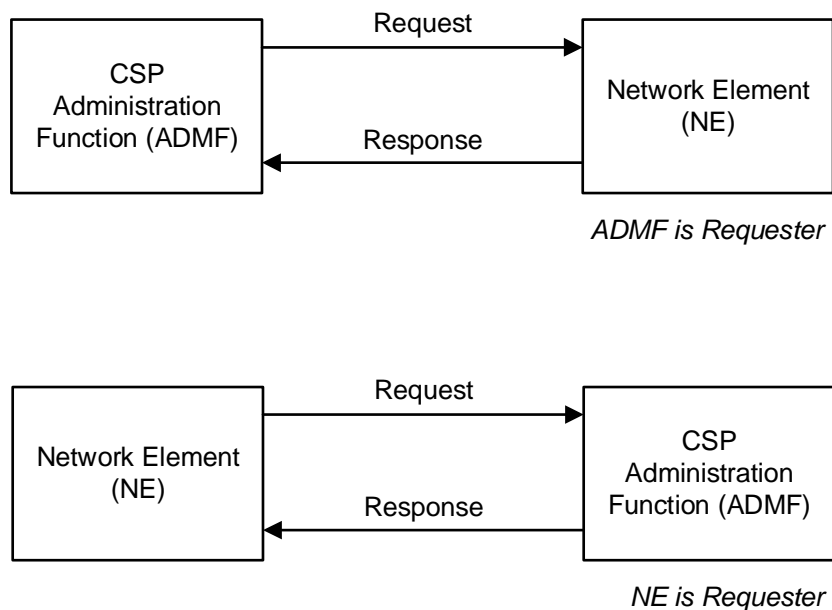 Request
CSP
Administration
Function (ADMF)
Network Element
(NE)
Response
ADMF is Requester
Request
Network Element
(NE)
CSP
Administration
Function (ADMF)
Response
NE is Requester